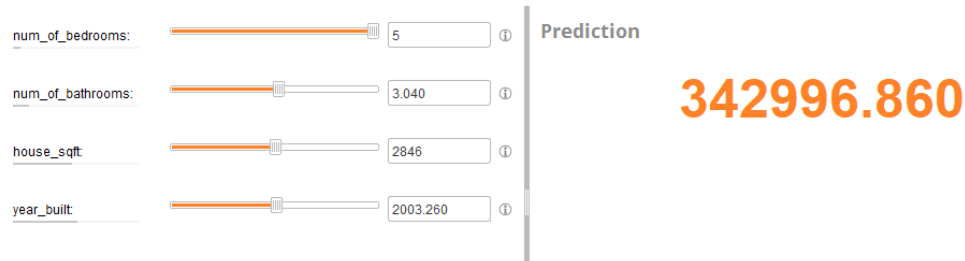 num_of_bedrooms: 5
Prediction
num_of_bathrooms: 3.040
342996.860
house_sqft: 2846
year_built: 2003.260